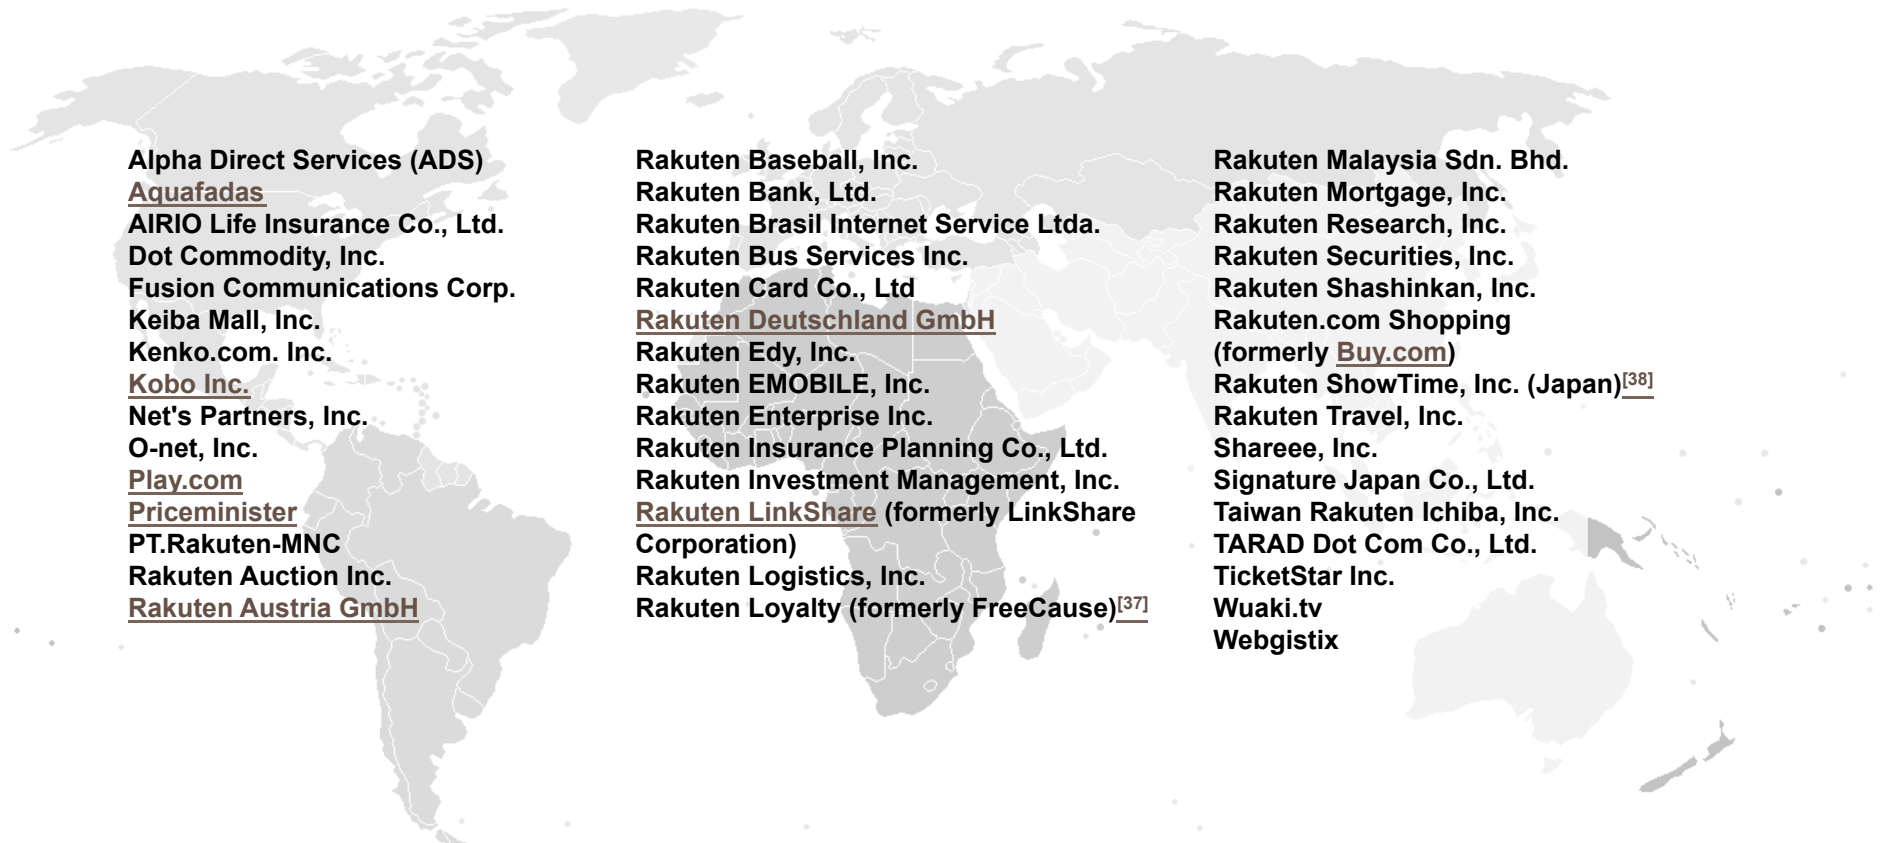 Alpha Direct Services (ADS)
Aquafadas
AIRIO Life Insurance Co., Ltd.
Dot Commodity, Inc.
Fusion Communications Corp.
Keiba Mall, Inc.
Kenko.com. Inc.
Kobo Inc.
Net's Partners, Inc.
O-net, Inc.
Play.com
Priceminister
PT.Rakuten-MNC
Rakuten Auction Inc.
Rakuten Austria GmbH
Rakuten Baseball, Inc.
Rakuten Bank, Ltd.
Rakuten Brasil Internet Service Ltda.
Rakuten Bus Services Inc.
Rakuten Card Co., Ltd
Rakuten Deutschland GmbH
Rakuten Edy, Inc.
Rakuten EMOBILE, Inc.
Rakuten Enterprise Inc.
Rakuten Insurance Planning Co., Ltd.
Rakuten Investment Management, Inc.
Rakuten LinkShare (formerly LinkShare
Corporation)
Rakuten Logistics, Inc.
Rakuten Loyalty (formerly FreeCause)[37]
Rakuten Malaysia Sdn. Bhd.
Rakuten Mortgage, Inc.
Rakuten Research, Inc.
Rakuten Securities, Inc.
Rakuten Shashinkan, Inc.
Rakuten.com Shopping
(formerly Buy.com)
Rakuten ShowTime, Inc. (Japan)[38]
Rakuten Travel, Inc.
Shareee, Inc.
Signature Japan Co., Ltd.
Taiwan Rakuten Ichiba, Inc.
TARAD Dot Com Co., Ltd.
TicketStar Inc.
Wuaki.tv
Webgistix